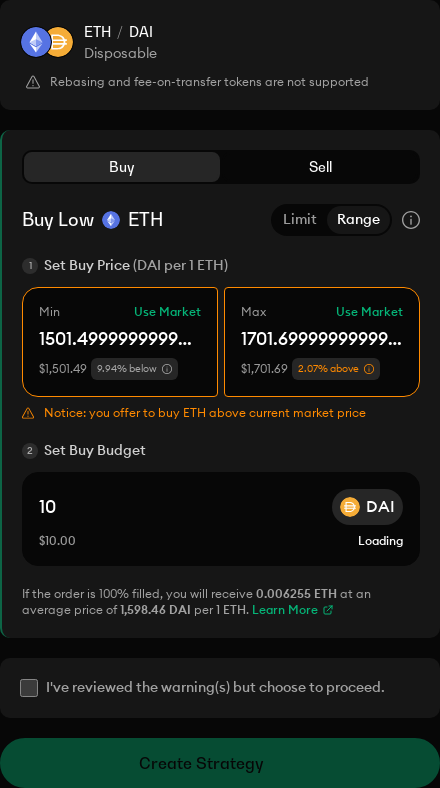 ETH / DAI
Disposable
Rebasing and fee-on-transfer tokens are not supported
Buy
Sell
Buy Low ETH
Limit
Range
1 Set Buy Price (DAI per 1 ETH)
Min
Use Market
1501.4999999999...
$1,501.49
9.94% below
Max
Use Market
1701.69999999999...
$1,701.69
2.07% above
Notice: you offer to buy ETH above current market price
2 Set Buy Budget
10
DAI
$10.00
Loading
If the order is 100% filled, you will receive 0.006255 ETH at an
average price of 1,598.46 DAI per 1 ETH. Learn More
I've reviewed the warning(s) but choose to proceed.
Create Strategy